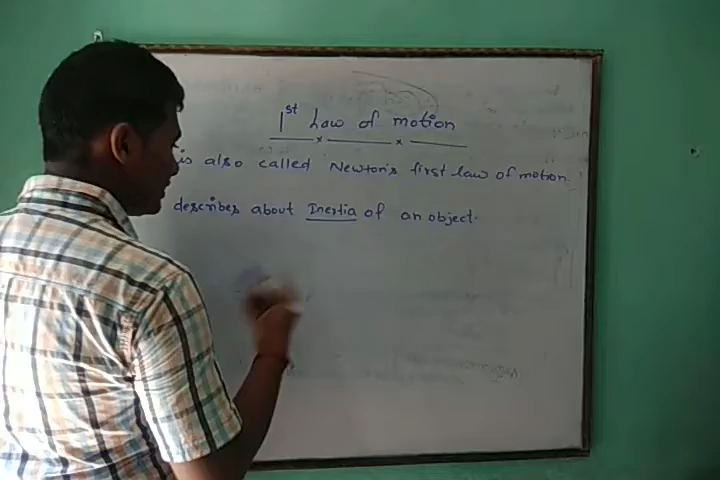 1st Law of motion
is also called Newton's first law of motion.
describes about Inertia of an object.